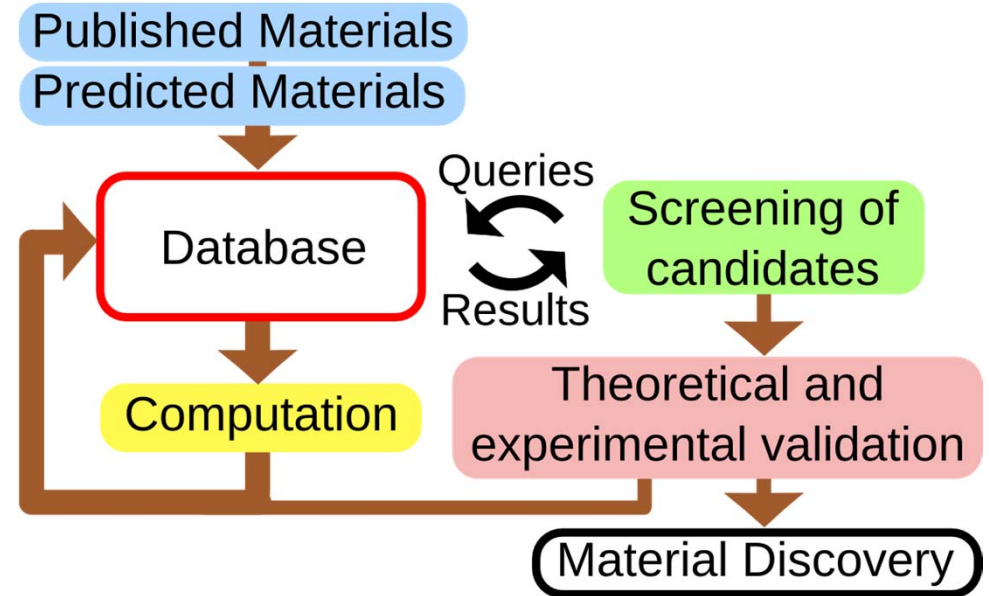 Published Materials
Predicted Materials
Queries
Database
Screening of
candidates
Results
Computation
Theoretical and
experimental validation
Material Discovery